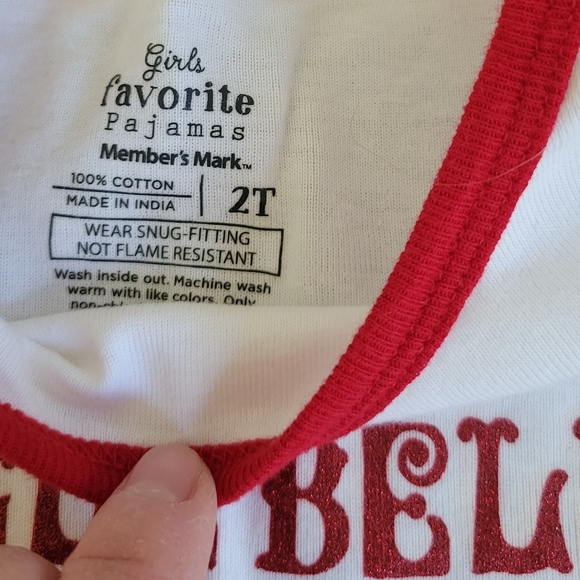 Girls
favorite
Pajamas
Member's Mark™
100% COTTON
MADE IN INDIA
2T
WEAR SNUG-FITTING
NOT FLAME RESISTANT
Wash inside out. Machine wash
warm with like colors. Only
BEL